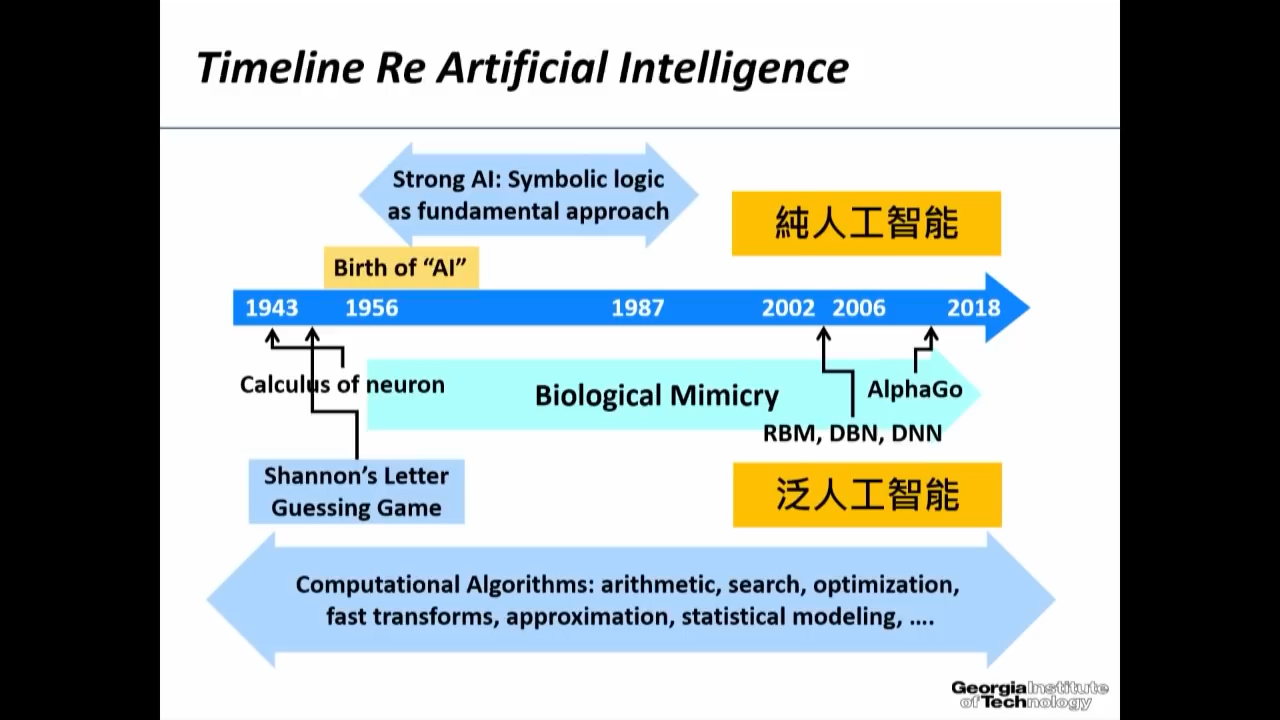 Timeline Re Artificial Intelligence
Strong AI: Symbolic logic
as fundamental approach
純人工智能
Birth of “AI”
1943 1956 1987 2002 2006 2018
Calculus of neuron
Biological Mimicry
AlphaGo
RBM, DBN, DNN
Shannon’s Letter
Guessing Game
泛人工智能
Computational Algorithms: arithmetic, search, optimization,
fast transforms, approximation, statistical modeling, ....
Georgia Institute
of Technology